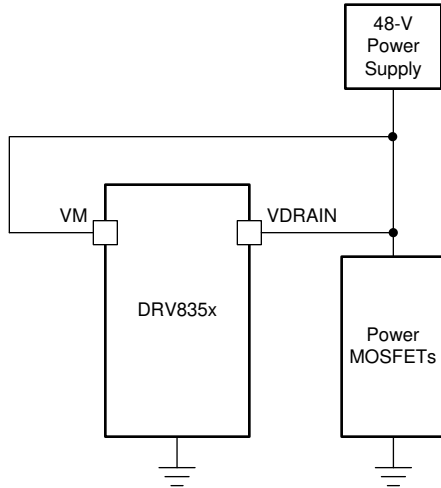 48-V
Power
Supply
VM
VDRAIN
DRV835x
Power
MOSFETs